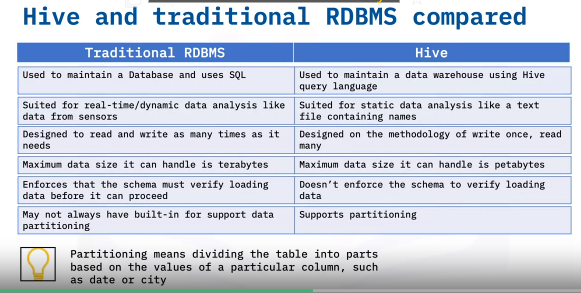 Hive and traditional RDBMS compared
Traditional RDBMS
Hive
Used to maintain a Database and uses SQL
Used to maintain a data warehouse using Hive
query language
Suited for real-time/dynamic data analysis like
data from sensors
Suited for static data analysis like a text
file containing names
Designed to read and write as many times as it
needs
Designed on the methodology of write once, read
many
Maximum data size it can handle is terabytes
Maximum data size it can handle is petabytes
Enforces that the schema must verify loading
data before it can proceed
Doesn't enforce the schema to verify loading
data
May not always have built-in for support data
partitioning
Supports partitioning
Partitioning means dividing the table into parts
based on the values of a particular column, such
as date or city